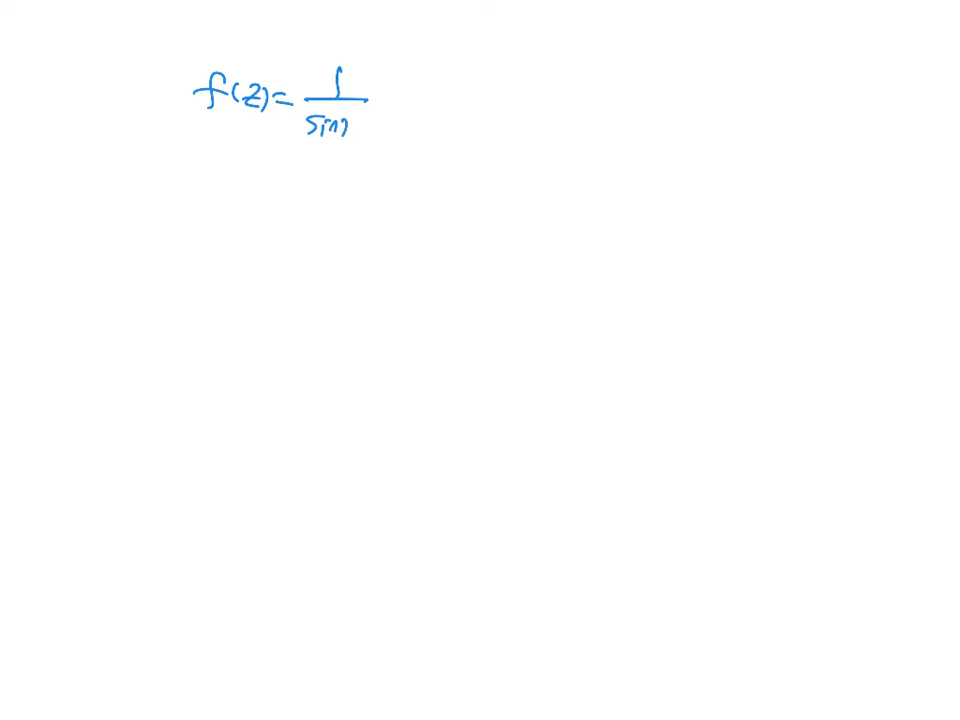 f(z) = 1/sin